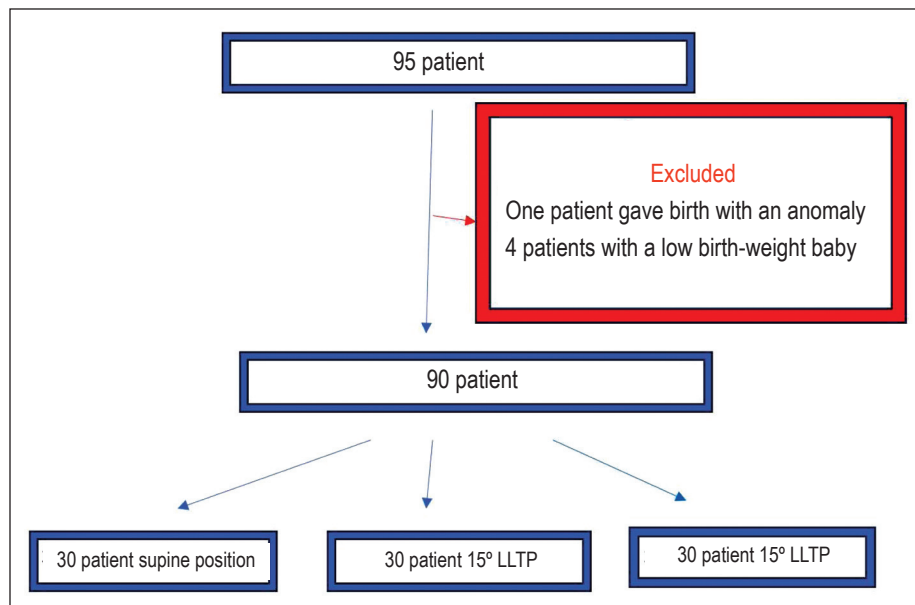 95 patient
Excluded
One patient gave birth with an anomaly
4 patients with a low birth-weight baby
90 patient
30 patient supine position
30 patient 15º LLTP
30 patient 15º LLTP